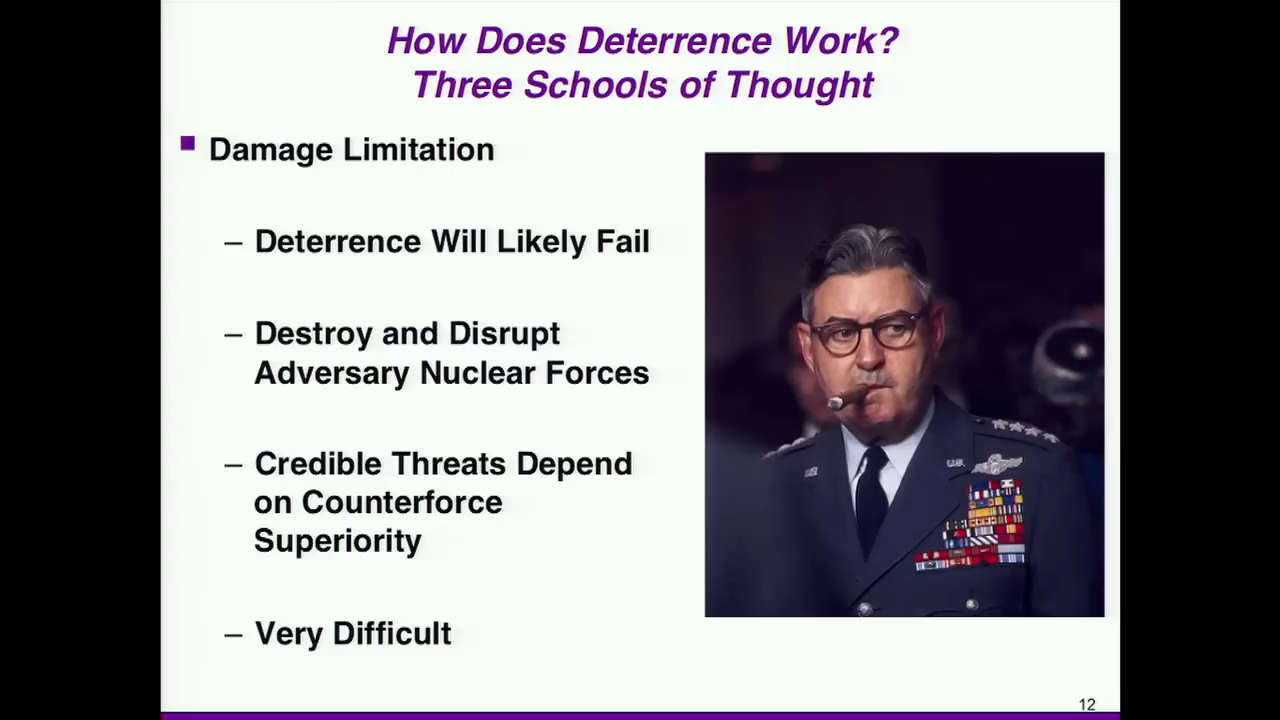 How Does Deterrence Work?
Three Schools of Thought
Damage Limitation
– Deterrence Will Likely Fail
– Destroy and Disrupt
Adversary Nuclear Forces
– Credible Threats Depend
on Counterforce
Superiority
– Very Difficult
U.S.
12